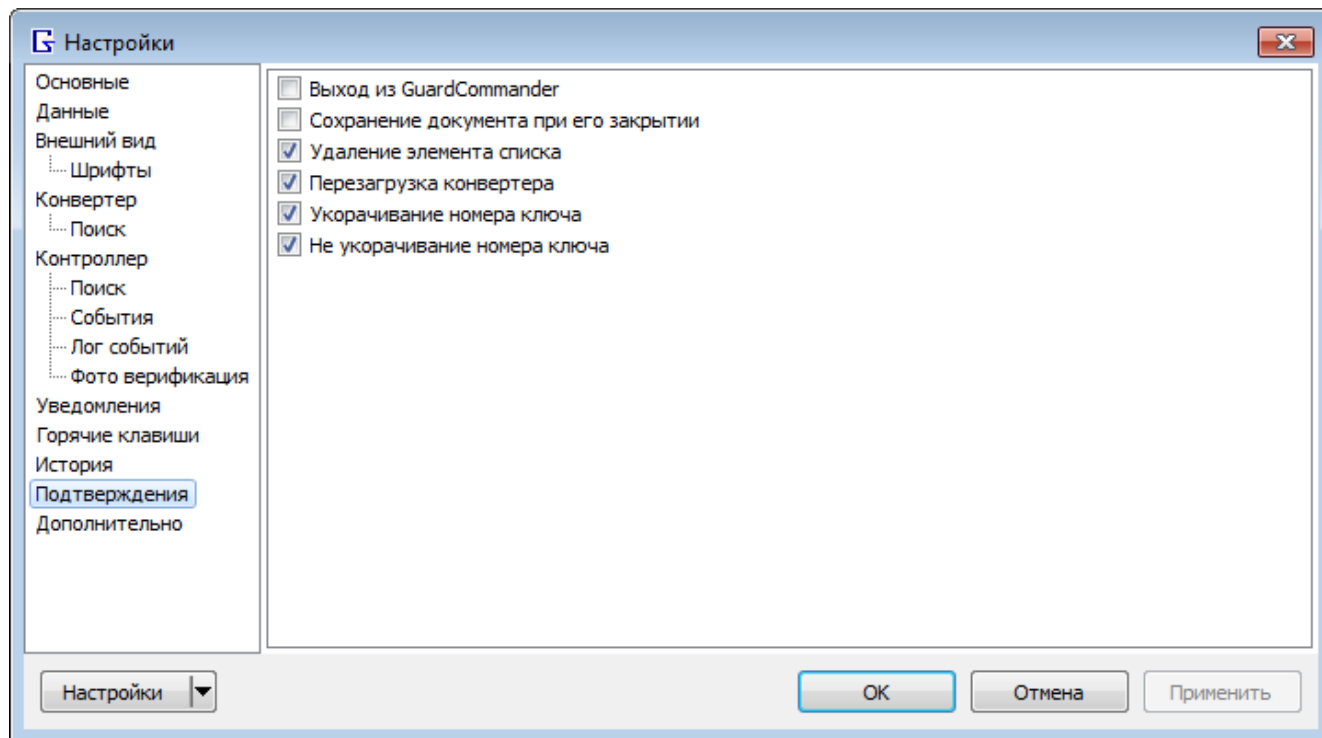 Настройки
Основные
Данные
Внешний вид
Шрифты
Конвертер
Поиск
Контроллер
Поиск
События
Лог событий
Фото верификация
Уведомления
Горячие клавиши
История
Подтверждения
Дополнительно
Выход из GuardCommander
Сохранение документа при его закрытии
Удаление элемента списка
Перезагрузка конвертера
Укорачивание номера ключа
Не укорачивание номера ключа
Настройки
OK
Отмена
Применить